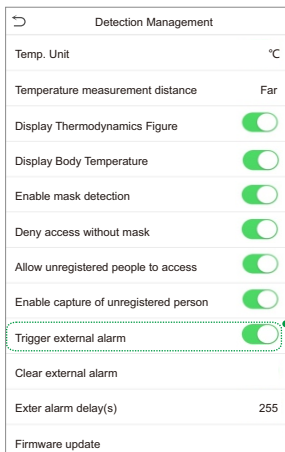 Detection Management
Temp. Unit ℃
Temperature measurement distance Far
Display Thermodynamics Figure
Display Body Temperature
Enable mask detection
Deny access without mask
Allow unregistered people to access
Enable capture of unregistered person
Trigger external alarm
Clear external alarm
Exter alarm delay(s) 255
Firmware update